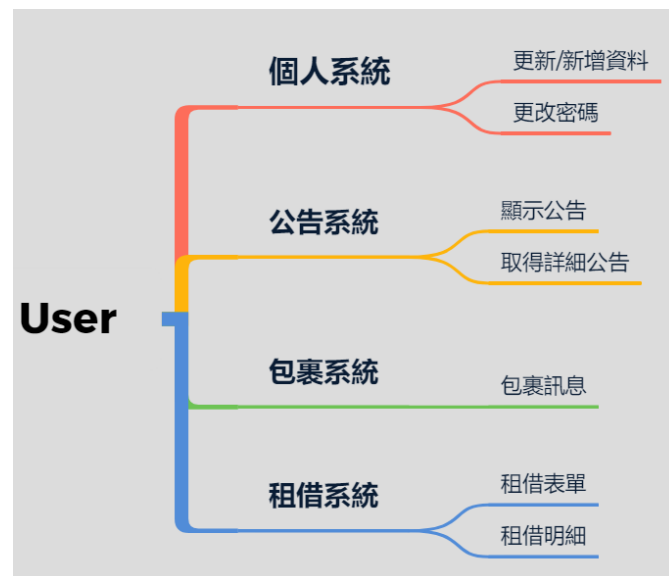 User
個人系統
更新/新增資料
更改密碼
公告系統
顯示公告
取得詳細公告
包裹系統
包裹訊息
租借系統
租借表單
租借明細